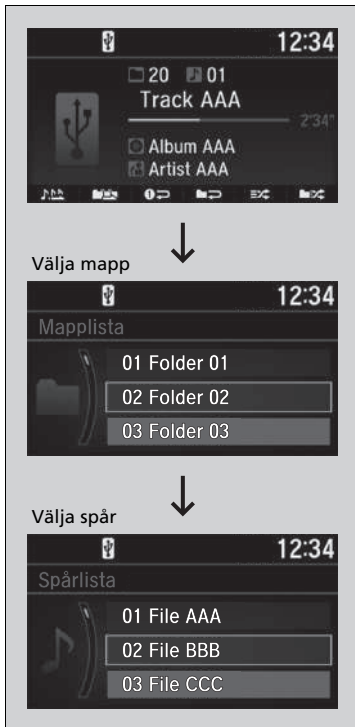 12:34
20 01
Track AAA
2'34"
Album AAA
Artist AAA
Välja mapp
12:34
Mapplista
01 Folder 01
02 Folder 02
03 Folder 03
Välja spår
12:34
Spårlista
01 File AAA
02 File BBB
03 File CCC